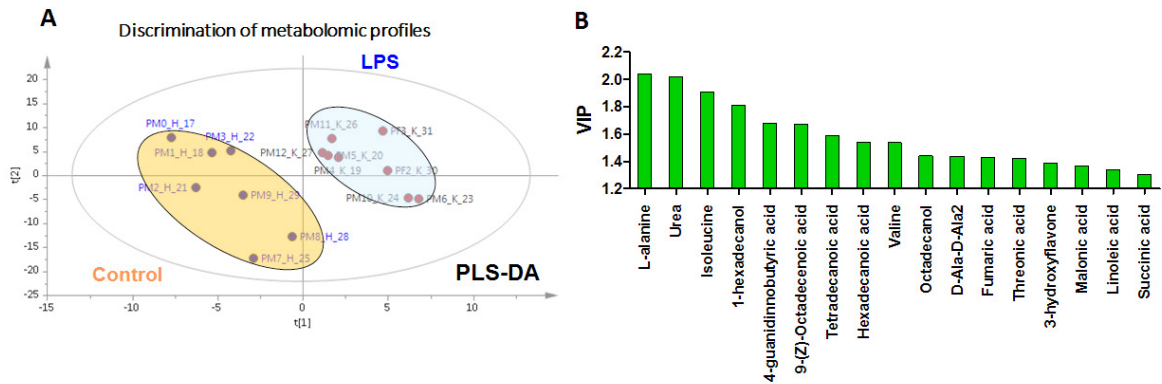 A
Discrimination of metabolomic profiles
LPS
t[2]
20
15
10
5
0
-5
-10
-15
-20
-25
PM0_H_17
PM3_H_22
PM1_H_18
PM2_H_21
PM9_H_29
PM8_H_28
PM7_H_25
PM11_K_26
PF3_K_31
PM12_K_27
PM5_K_20
PM4_K_19
PF2_K_30
PM10_K_24
PM6_K_23
Control
PLS-DA
-15
-10
-5
0
5
10
t[1]
B
VIP
2.2
2.0
1.8
1.6
1.4
1.2
L-alanine
Urea
Isoleucine
1-hexadecanol
4-guanidinnobutyric acid
9-(Z)-Octadecenoic acid
Tetradecanoic acid
Hexadecanoic acid
Valine
Octadecanol
D-Ala-D-Ala2
Fumaric acid
Threonic acid
3-hydroxyflavone
Malonic acid
Linoleic acid
Succinic acid